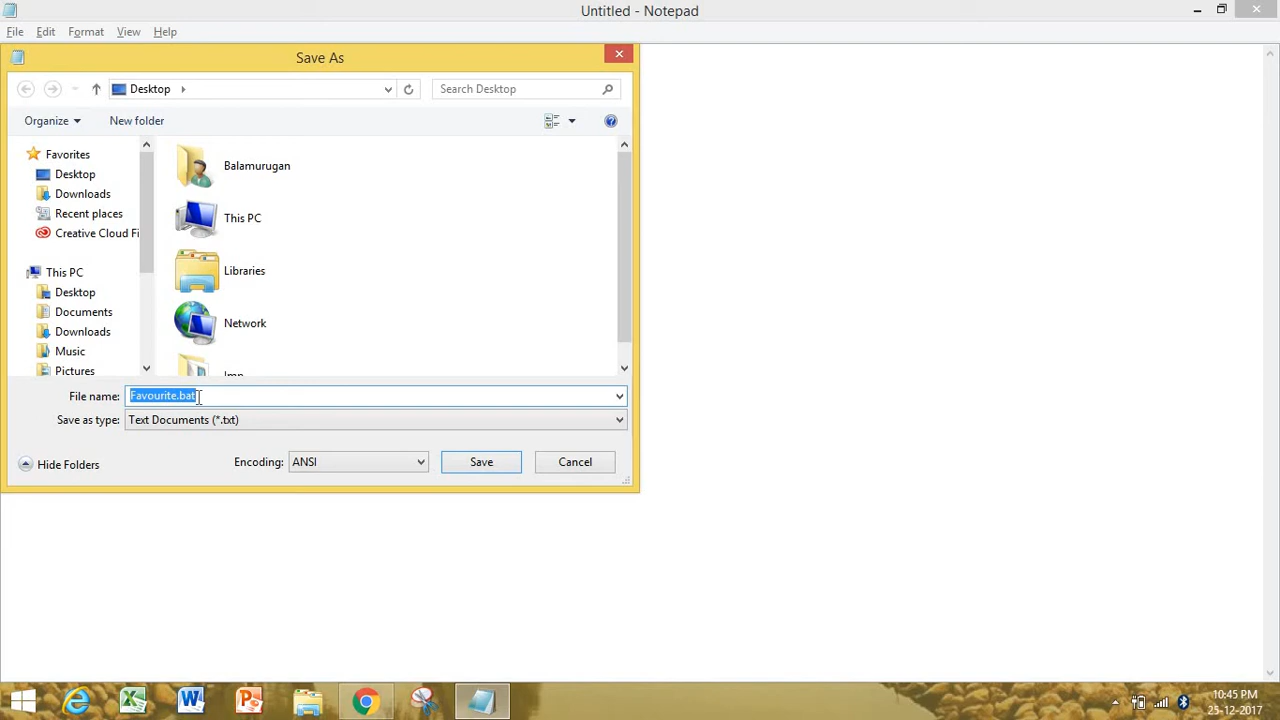 Untitled - Notepad
File Edit Format View Help
Save As
Desktop
Search Desktop
Organize New folder
Favorites
Desktop
Downloads
Recent places
Creative Cloud Fi
This PC
Desktop
Documents
Downloads
Music
Pictures
Balamurugan
This PC
Libraries
Network
Imp
File name: Favourite.bat
Save as type: Text Documents (*.txt)
Hide Folders Encoding: ANSI Save Cancel
10:45 PM
25-12-2017